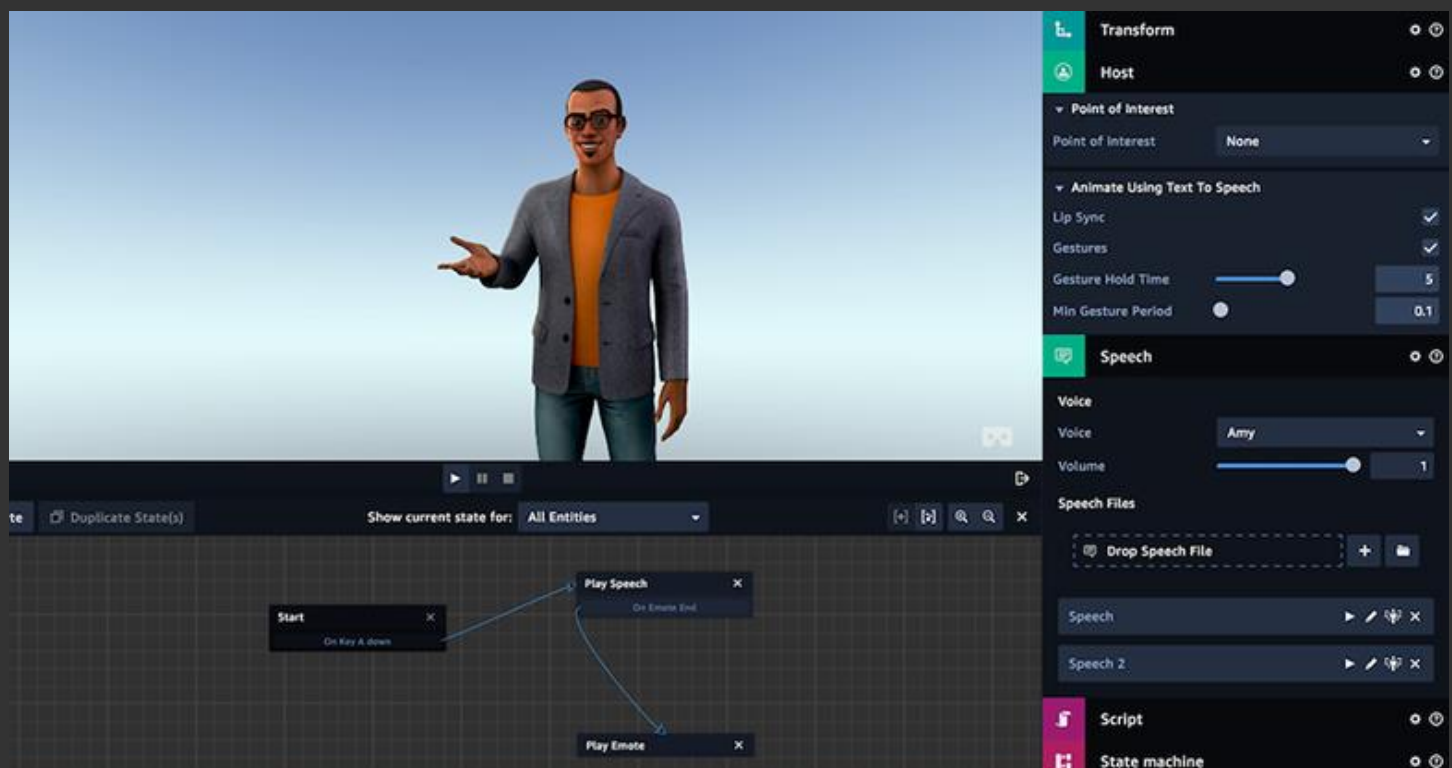 Transform
Host
Point of Interest
Point of Interest None
Animate Using Text To Speech
Lip Sync
Gestures
Gesture Hold Time 5
Min Gesture Period 0.1
Speech
Voice
Voice Amy
Volume 1
Speech Files
Drop Speech File
Speech
Speech 2
Script
State machine
te Duplicate State(s) Show current state for: All Entities
Start
On Key A down
Play Speech
On Emote End
Play Emote